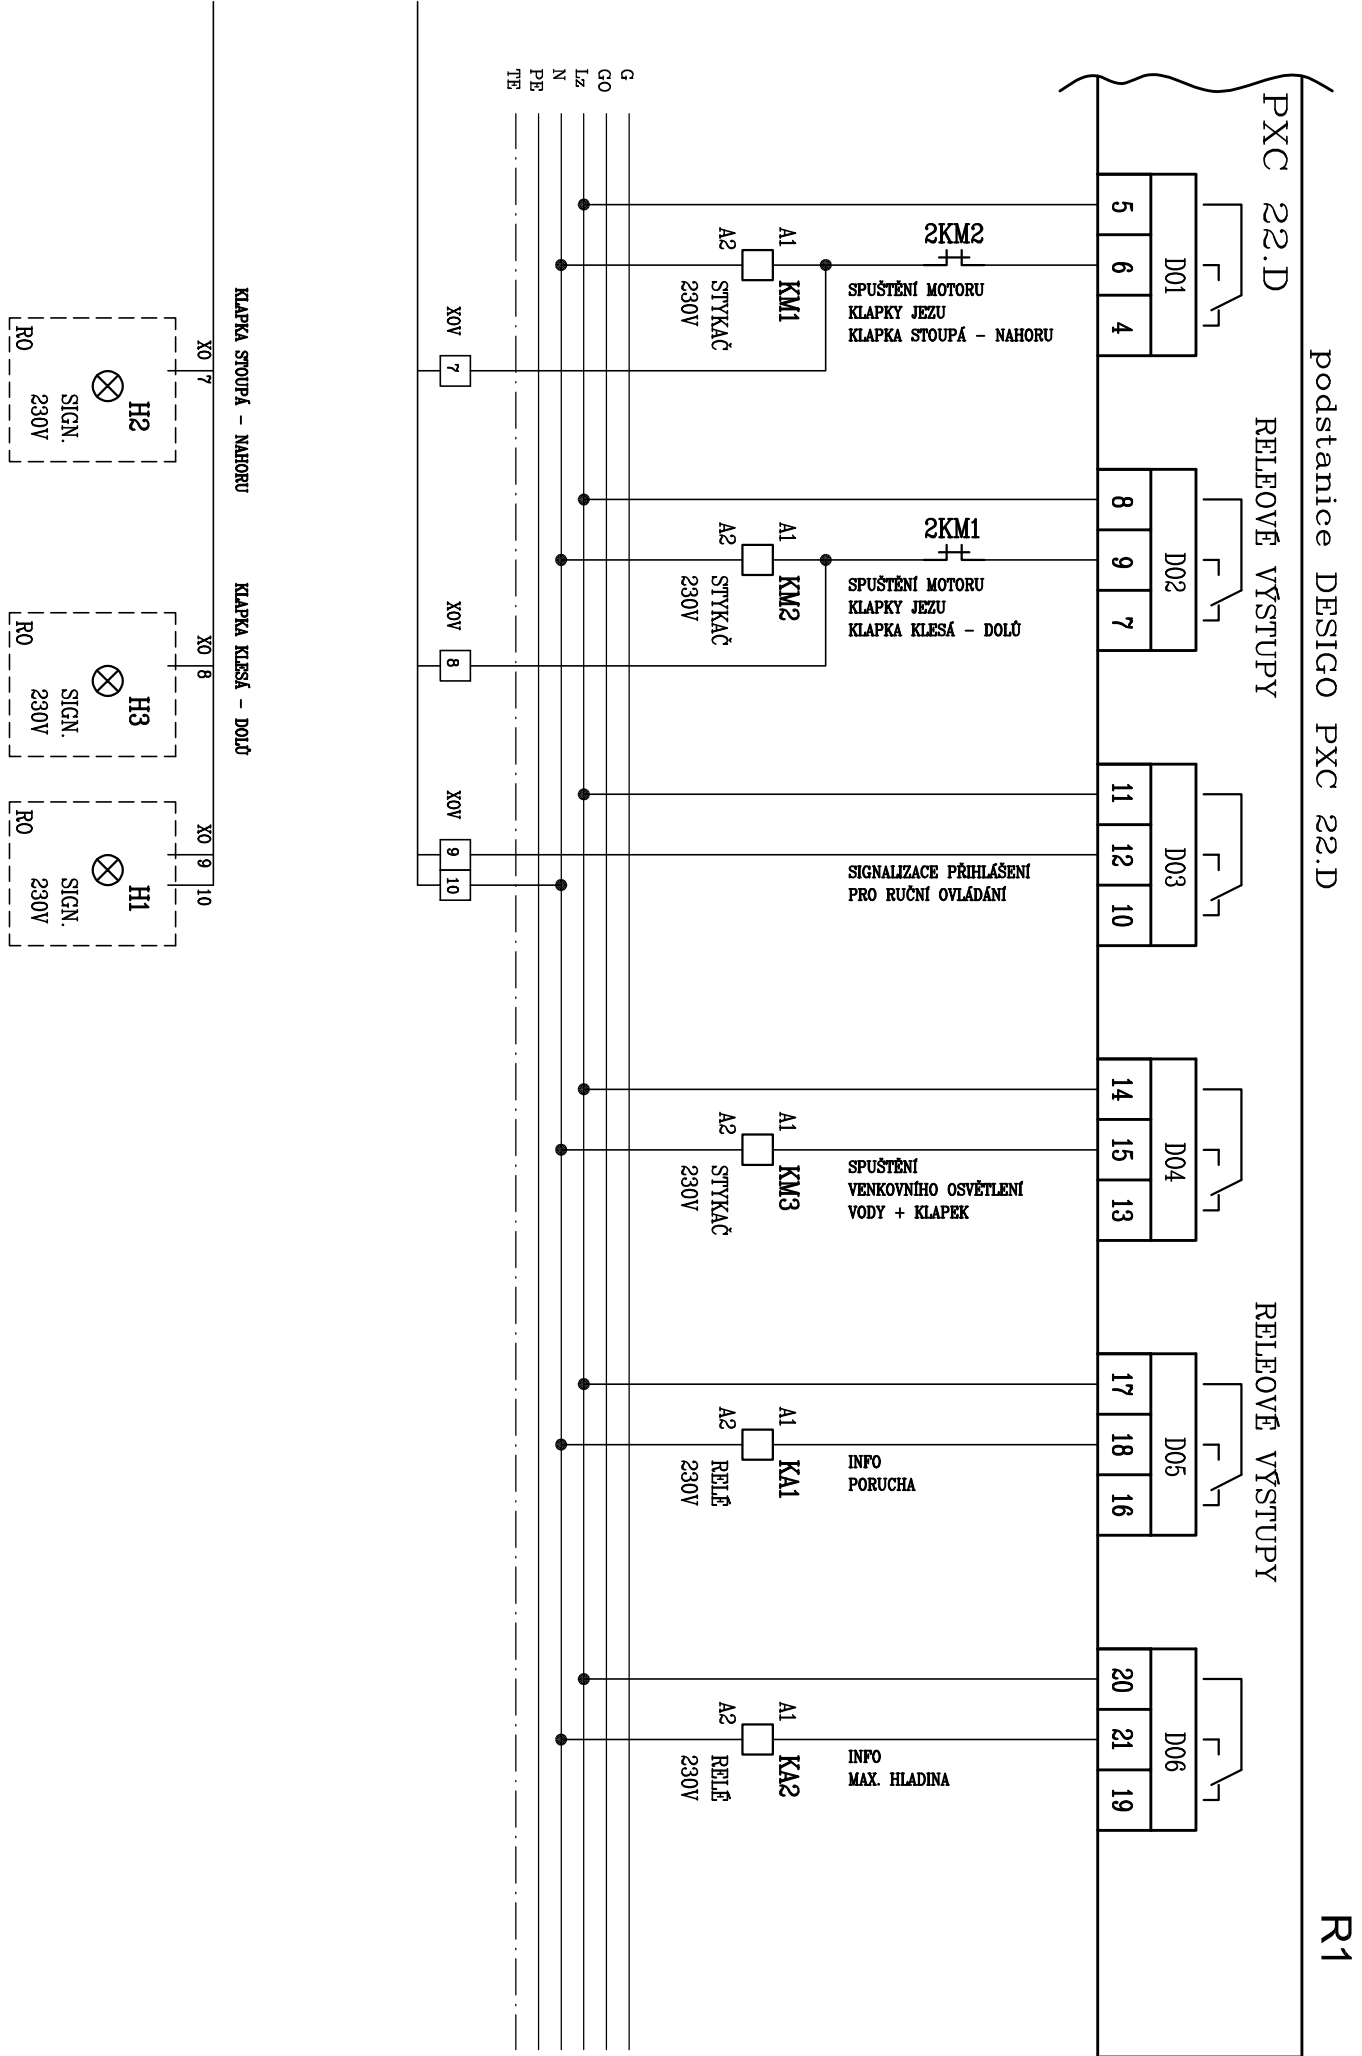 R1
podstanice DESIGO PXC 22.D
PXC 22.D
RELEOVÉ VÝSTUPY
RELEOVÉ VÝSTUPY
DO1
DO2
DO3
DO4
DO5
DO6
5 6 4
8 9 7
11 12 10
14 15 13
17 18 16
20 21 19
2KM2
SPUŠTĚNÍ MOTORU
KLAPKY JEZU
KLAPKA STOUPÁ - NAHORU
A1
KM1
A2
STYKAČ
230V
2KM1
SPUŠTĚNÍ MOTORU
KLAPKY JEZU
KLAPKA KLESÁ - DOLŮ
A1
KM2
A2
STYKAČ
230V
SIGNALIZACE PŘIHLÁŠENÍ
PRO RUČNÍ OVLÁDÁNÍ
SPUŠTĚNÍ
VENKOVNÍHO OSVĚTLENÍ
VODY + KLAPEK
A1
KM3
A2
STYKAČ
230V
INFO
PORUCHA
A1
KA1
A2
RELÉ
230V
INFO
MAX. HLADINA
A1
KA2
A2
RELÉ
230V
G
GO
Lz
N
PE
TE
XOV
7
XOV
8
XOV
9 10
KLAPKA STOUPÁ - NAHORU
KLAPKA KLESÁ - DOLŮ
XO 7
H2
SIGN.
230V
RO
XO 8
H3
SIGN.
230V
RO
XO 9 10
H1
SIGN.
230V
RO